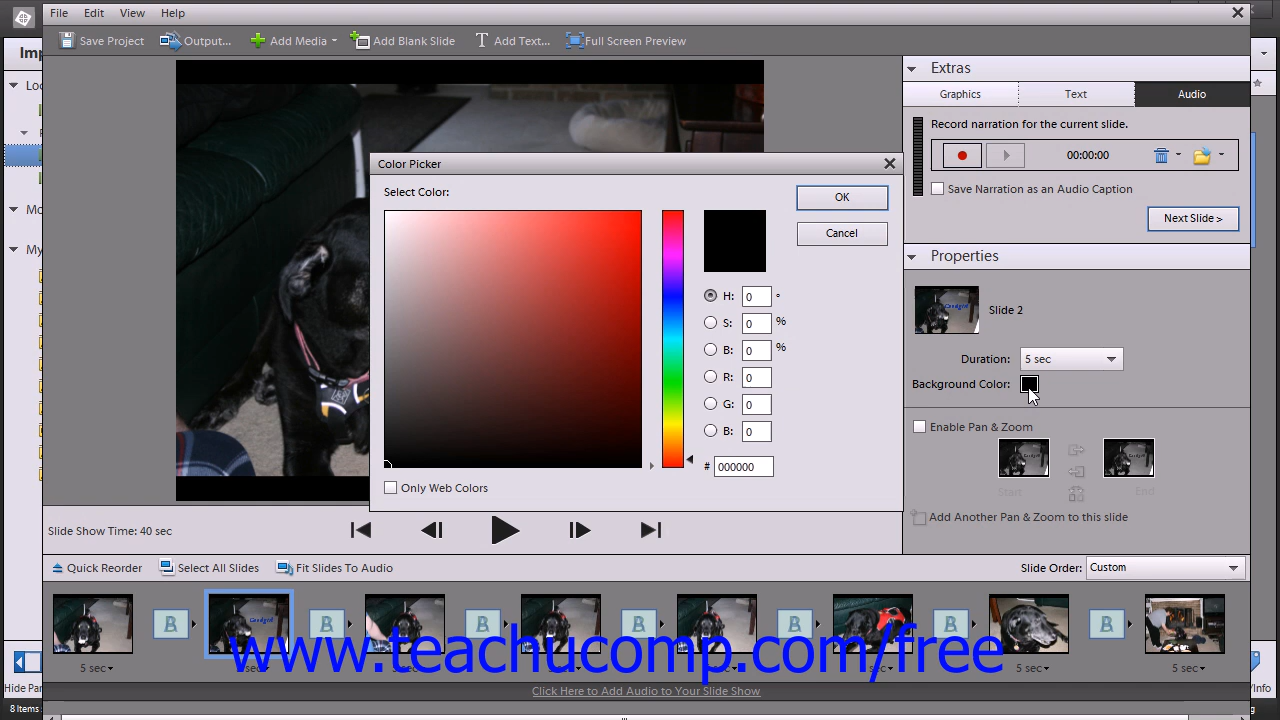 File Edit View Help
Save Project Output... Add Media Add Blank Slide Add Text... Full Screen Preview
Extras
Graphics Text Audio
Record narration for the current slide.
00:00:00
Save Narration as an Audio Caption
Next Slide >
Color Picker
Select Color:
OK
Cancel
H: 0 °
S: 0 %
B: 0 %
R: 0
G: 0
B: 0
# 000000
Only Web Colors
Properties
Slide 2
Duration: 5 sec
Background Color:
Enable Pan & Zoom
Start End
Add Another Pan & Zoom to this slide
Slide Show Time: 40 sec
Quick Reorder Select All Slides Fit Slides To Audio
Slide Order: Custom
B B B B B B B
5 sec 5 sec 5 sec
www.teachucomp.com/free
Click Here to Add Audio to Your Slide Show
Hide Pan
8 Items
/Info